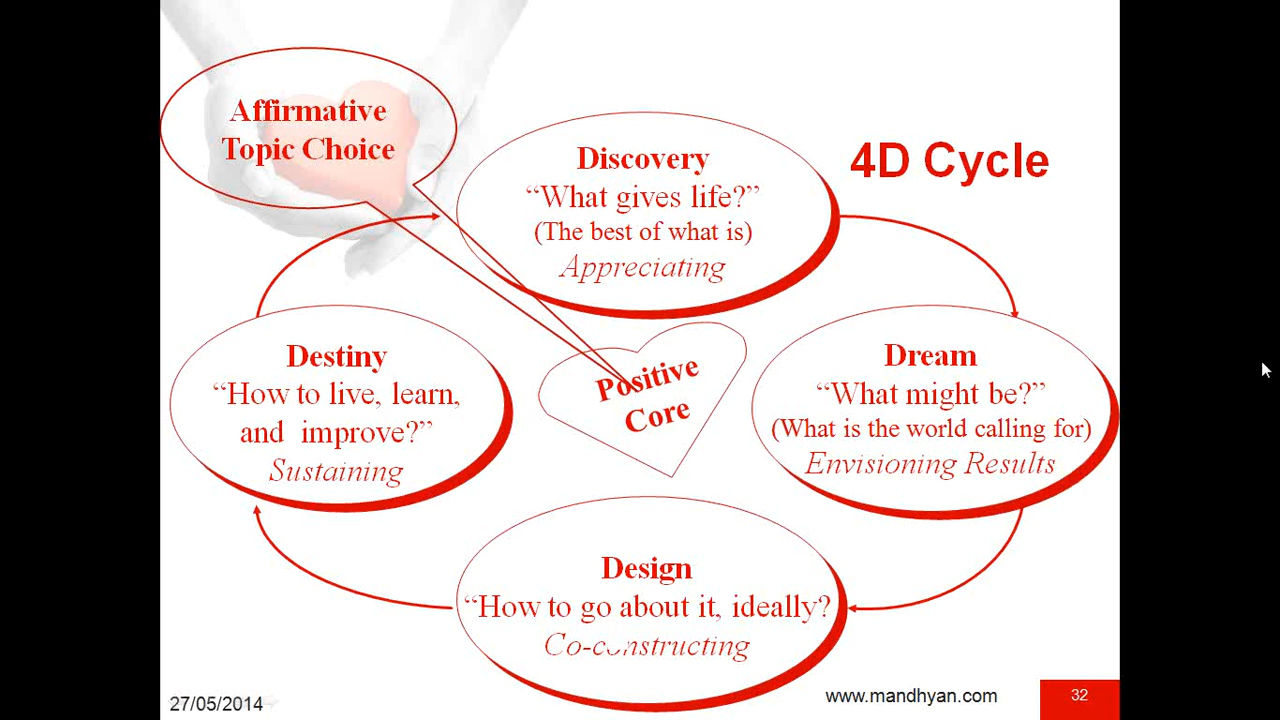 Affirmative
Topic Choice
4D Cycle
Discovery
“What gives life?”
(The best of what is)
Appreciating
Dream
“What might be?”
(What is the world calling for)
Envisioning Results
Design
“How to go about it, ideally?
Co-constructing
Destiny
“How to live, learn,
and improve?”
Sustaining
Positive
Core
27/05/2014
www.mandhyan.com
32